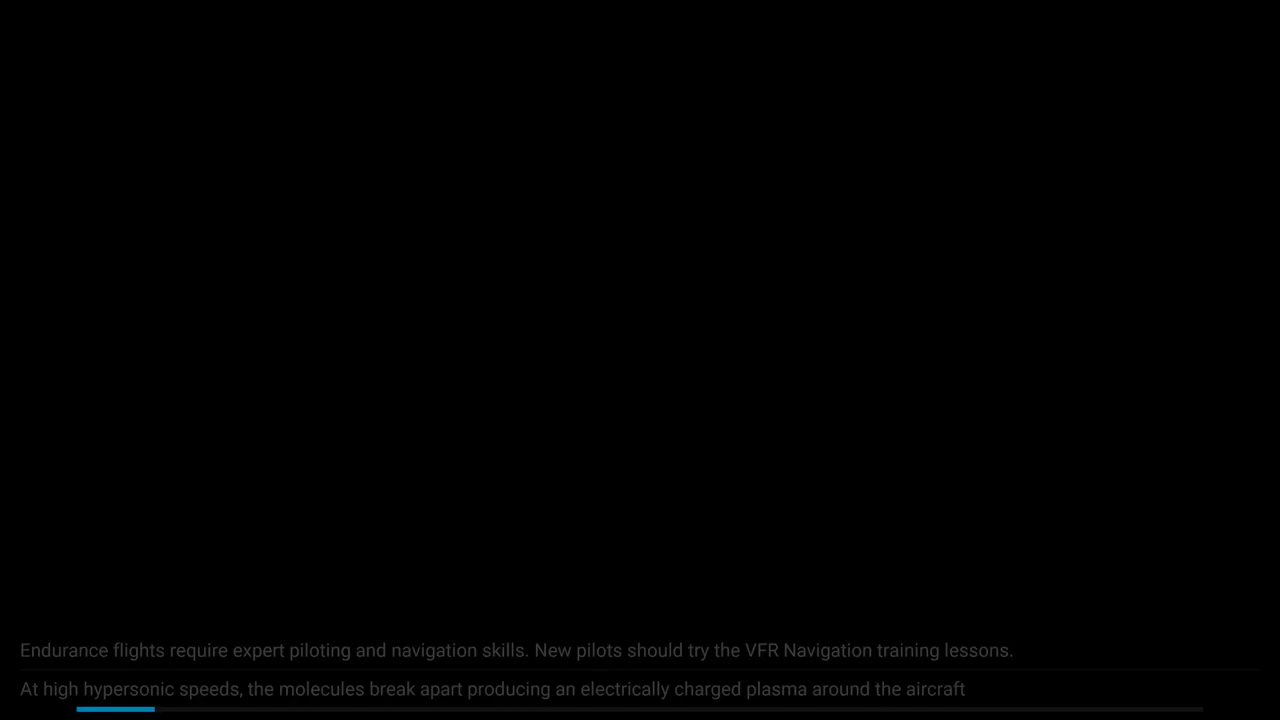 Endurance flights require expert piloting and navigation skills. New pilots should try the VFR Navigation training lessons.
At high hypersonic speeds, the molecules break apart producing an electrically charged plasma around the aircraft